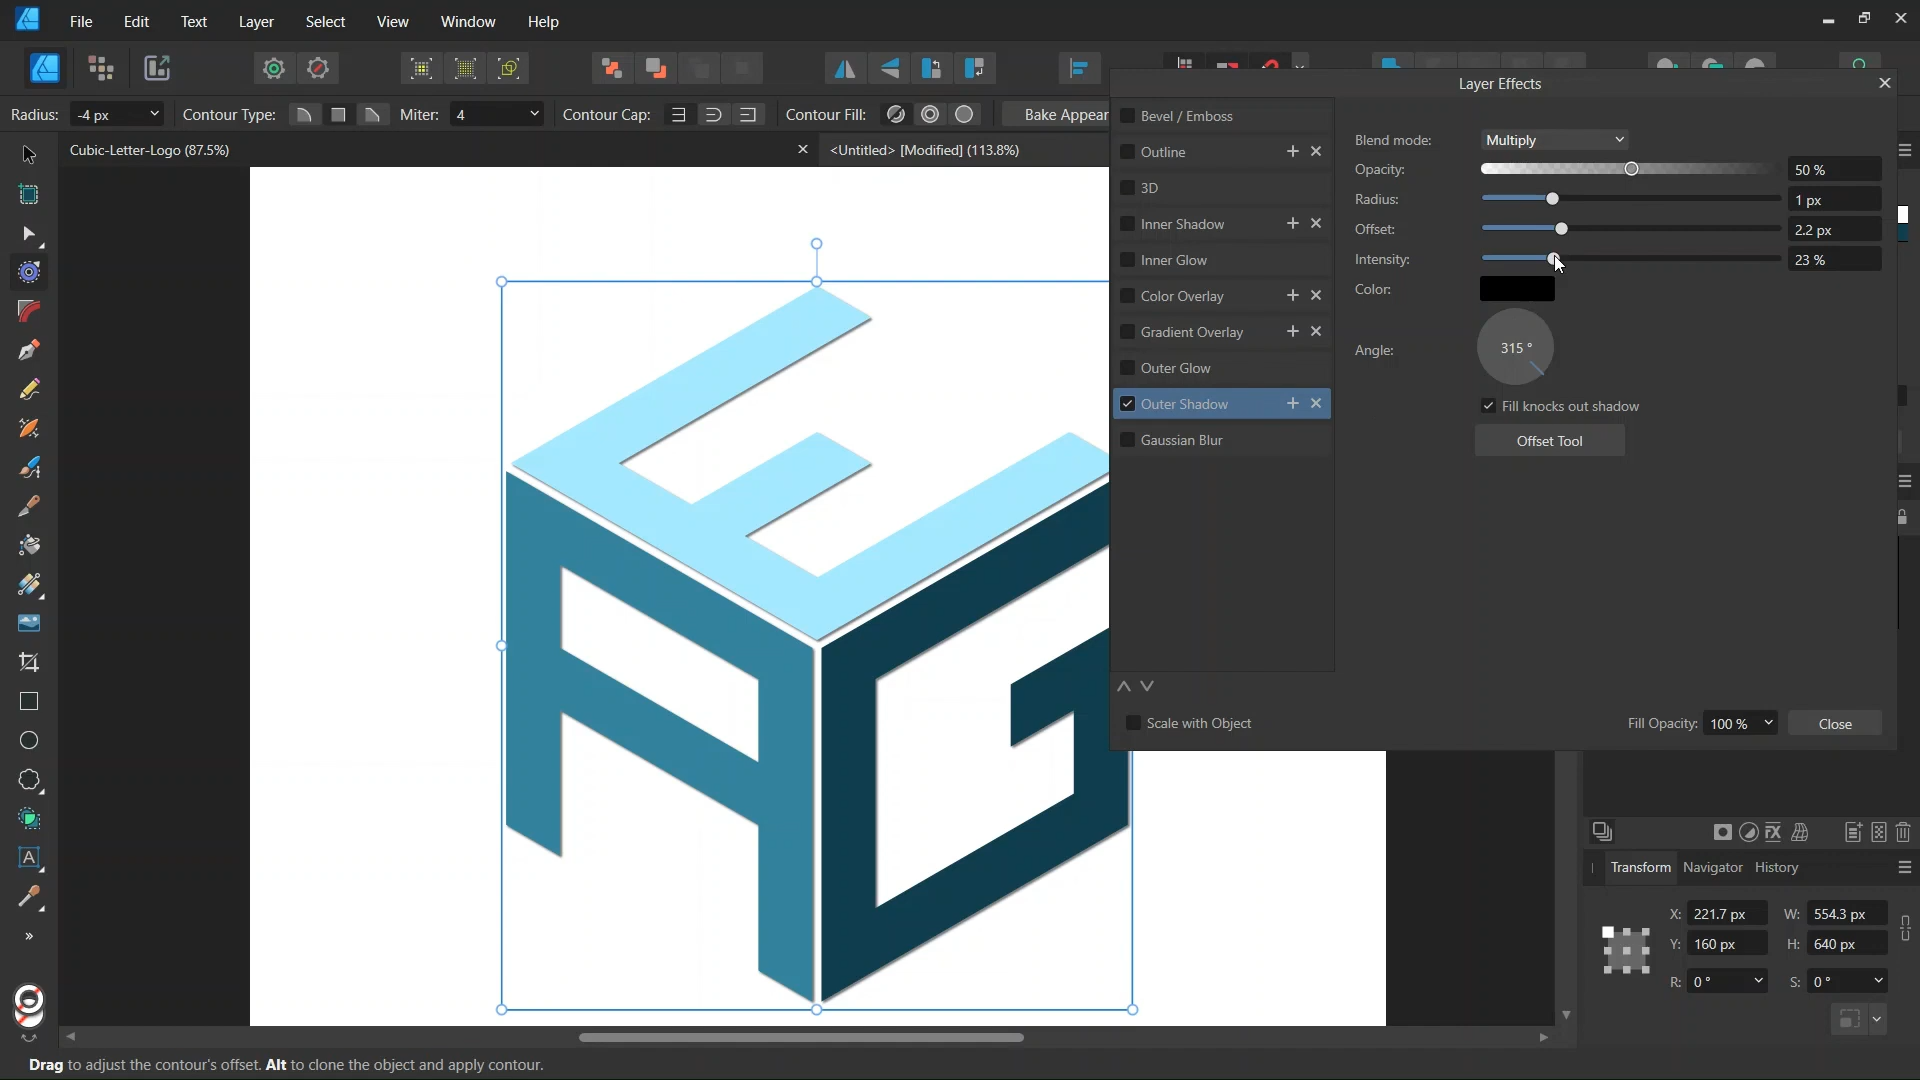 File Edit Text Layer Select View Window Help
Layer Effects
Radius: -4 px Contour Type: Miter: 4 Contour Cap: Contour Fill: Bake Appear
Cubic-Letter-Logo (87.5%)
<Untitled> [Modified] (113.8%)
Bevel / Emboss
Outline
3D
Inner Shadow
Inner Glow
Color Overlay
Gradient Overlay
Outer Glow
Outer Shadow
Gaussian Blur
Blend mode: Multiply
Opacity: 50 %
Radius: 1 px
Offset: 2.2 px
Intensity: 23 %
Color:
Angle: 315 °
Fill knocks out shadow
Offset Tool
Scale with Object
Fill Opacity: 100 % Close
E
A G
Transform Navigator History
X: 221.7 px W: 554.3 px
Y: 160 px H: 640 px
R: 0 ° S: 0 °
Drag to adjust the contour's offset. Alt to clone the object and apply contour.